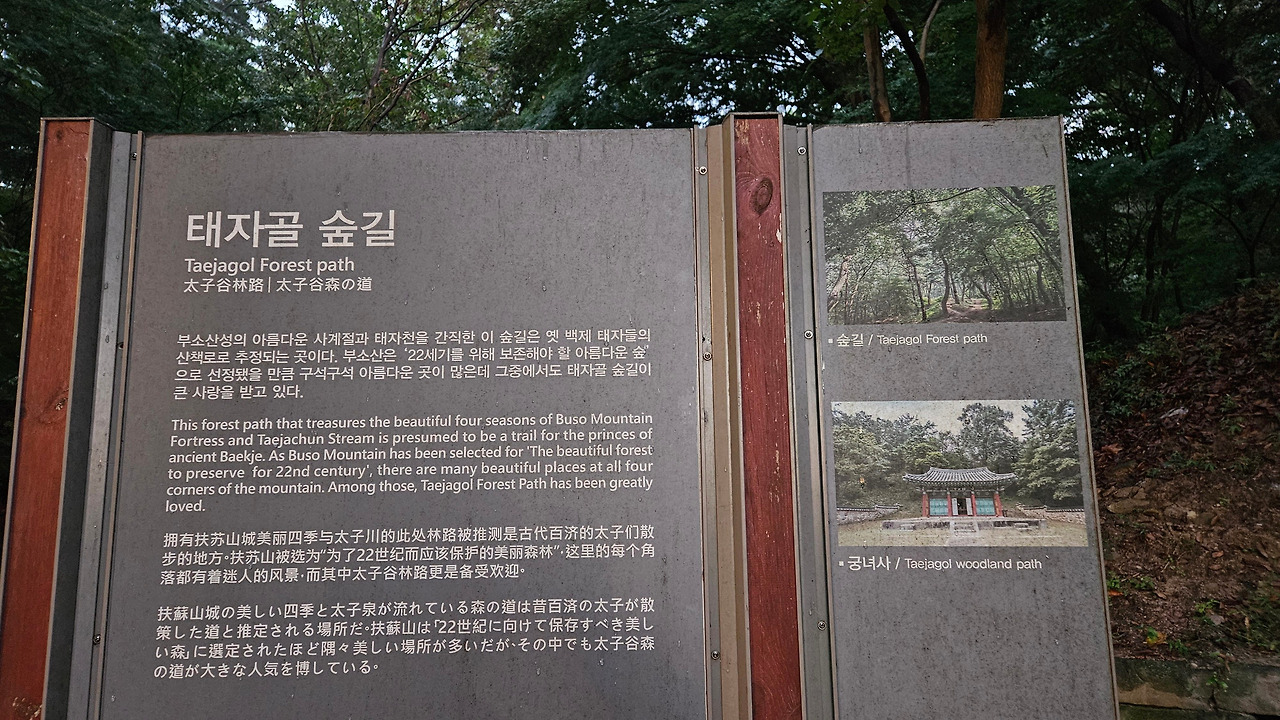 태자골 숲길
Taejagol Forest path
太子谷林路 | 太子谷森の道
부소산성의 아름다운 사계절과 태자천을 간직한 이 숲길은 옛 백제 태자들의
산책로로 추정되는 곳이다. 부소산은 '22세기를 위해 보존해야 할 아름다운 숲'
으로 선정됐을 만큼 구석구석 아름다운 곳이 많은데 그중에서도 태자골 숲길이
큰 사랑을 받고 있다.
This forest path that treasures the beautiful four seasons of Buso Mountain
Fortress and Taejachun Stream is presumed to be a trail for the princes of
ancient Baekje. As Buso Mountain has been selected for 'The beautiful forest
to preserve for 22nd century', there are many beautiful places at all four
corners of the mountain. Among those, Taejagol Forest Path has been greatly
loved.
拥有扶苏山城美丽四季与太子川的此处林路被推测是古代百济的太子们散
步的地方。扶苏山被选为"为了22世纪而应该保护的美丽森林"，这里的每个角
落都有着迷人的风景，而其中太子谷林路更是备受欢迎。
扶蘇山城の美しい四季と太子泉が流れている森の道は昔百済の太子が散
策した道と推定される場所だ。扶蘇山は「22世紀に向けて保存すべき美し
い森」に選定されたほど隅々美しい場所が多いだが、その中でも太子谷森
の道が大きな人気を博している。
▪ 숲길 / Taejagol Forest path
▪ 궁녀사 / Taejagol woodland path